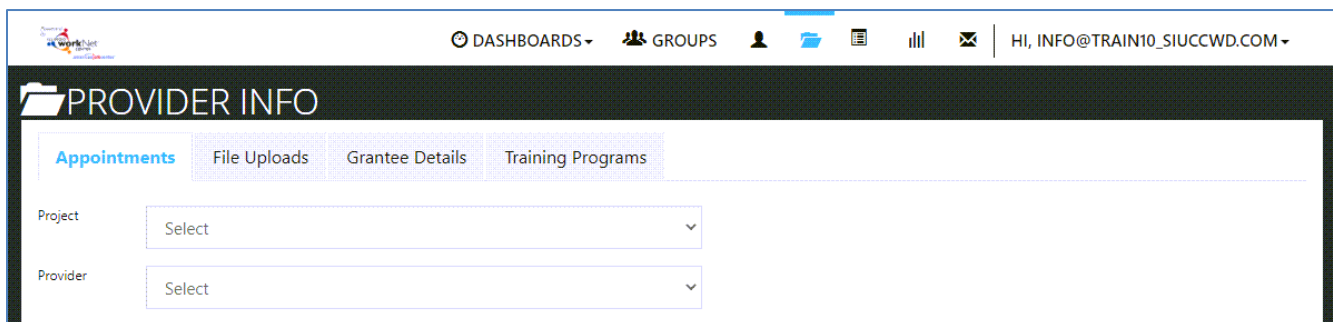 workNet
DASHBOARDS GROUPS HI, INFO@TRAIN10_SIUCCWD.COM
PROVIDER INFO
Appointments File Uploads Grantee Details Training Programs
Project Select
Provider Select